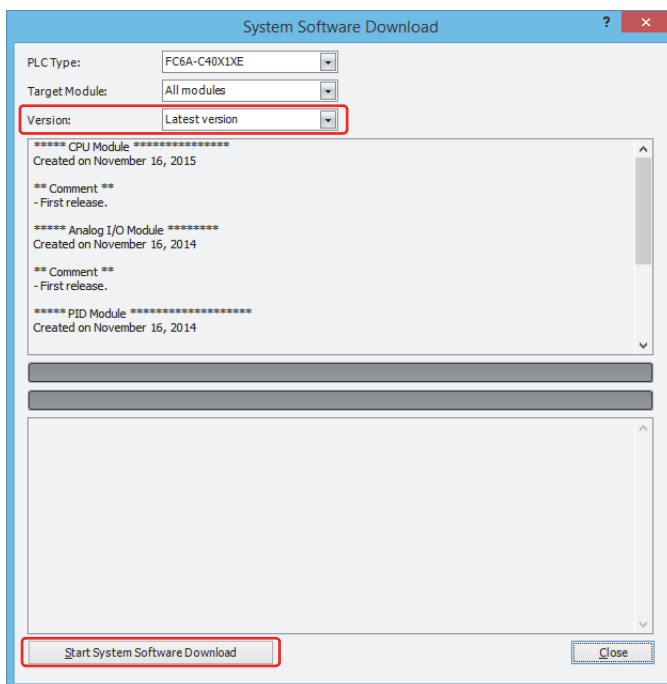 System Software Download
? ×
PLC Type: FC6A-C40X1XE
Target Module: All modules
Version: Latest version
***** CPU Module ***************
Created on November 16, 2015
** Comment **
- First release.
***** Analog I/O Module ********
Created on November 16, 2014
** Comment **
- First release.
***** PID Module *******************
Created on November 16, 2014
Start System Software Download
Close